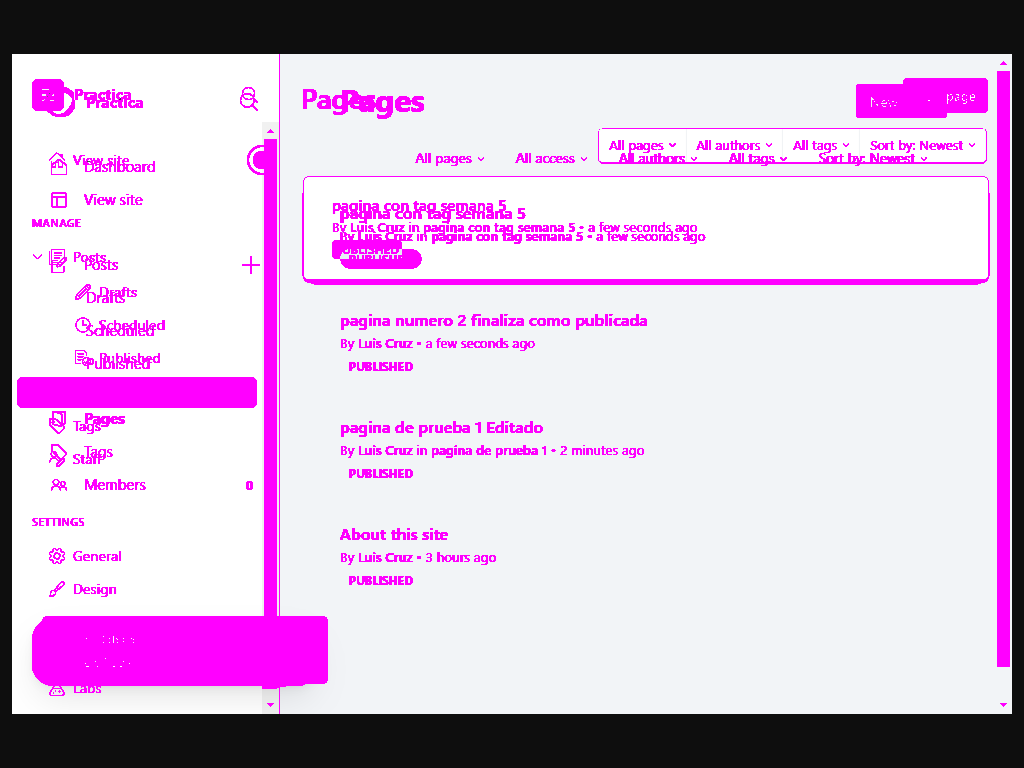 Practica
Practica
View site
Dashboard
View site
MANAGE
Posts
Posts
Drafts
Drafts
Scheduled
Scheduled
Published
Published
Pages
Tags
Tags
Staff
Members 0
SETTINGS
General
Design
Labs
Pages
Pages
New page
All pages All authors All tags Sort by: Newest
All pages All access All authors All tags Sort by: Newest
pagina con tag semana 5
pagina con tag semana 5
By Luis Cruz in pagina con tag semana 5 • a few seconds ago
By Luis Cruz in pagina con tag semana 5 • a few seconds ago
PUBLISHED
PUBLISHED
pagina numero 2 finaliza como publicada
By Luis Cruz • a few seconds ago
PUBLISHED
pagina de prueba 1 Editado
By Luis Cruz in pagina de prueba 1 • 2 minutes ago
PUBLISHED
About this site
By Luis Cruz • 3 hours ago
PUBLISHED